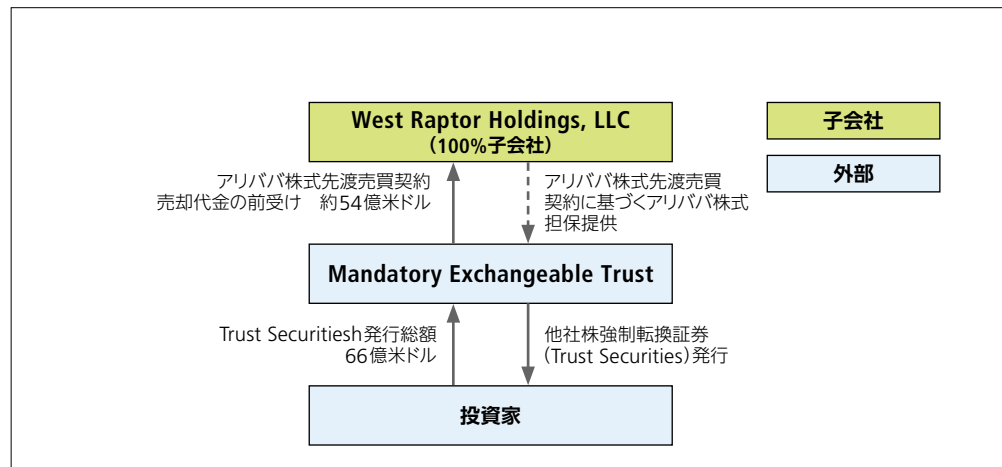 West Raptor Holdings, LLC
（100%子会社）
子会社
外部
アリババ株式先渡売買契約
売却代金の前受け　約54億米ドル
アリババ株式先渡売買
契約に基づくアリババ株式
担保提供
Mandatory Exchangeable Trust
Trust Securitiesh発行総額
66億米ドル
他社株強制転換証券
(Trust Securities)発行
投資家